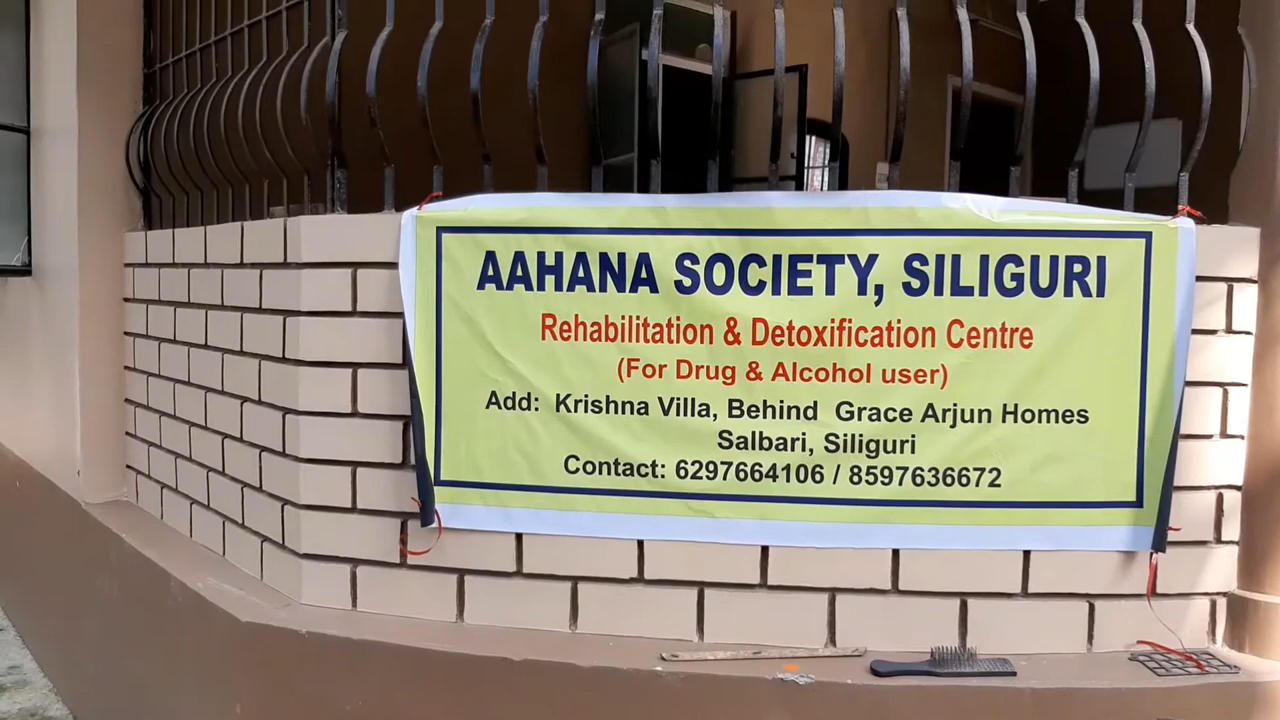 AAHANA SOCIETY, SILIGURI
Rehabilitation & Detoxification Centre
(For Drug & Alcohol user)
Add: Krishna Villa, Behind Grace Arjun Homes
Salbari, Siliguri
Contact: 6297664106 / 8597636672